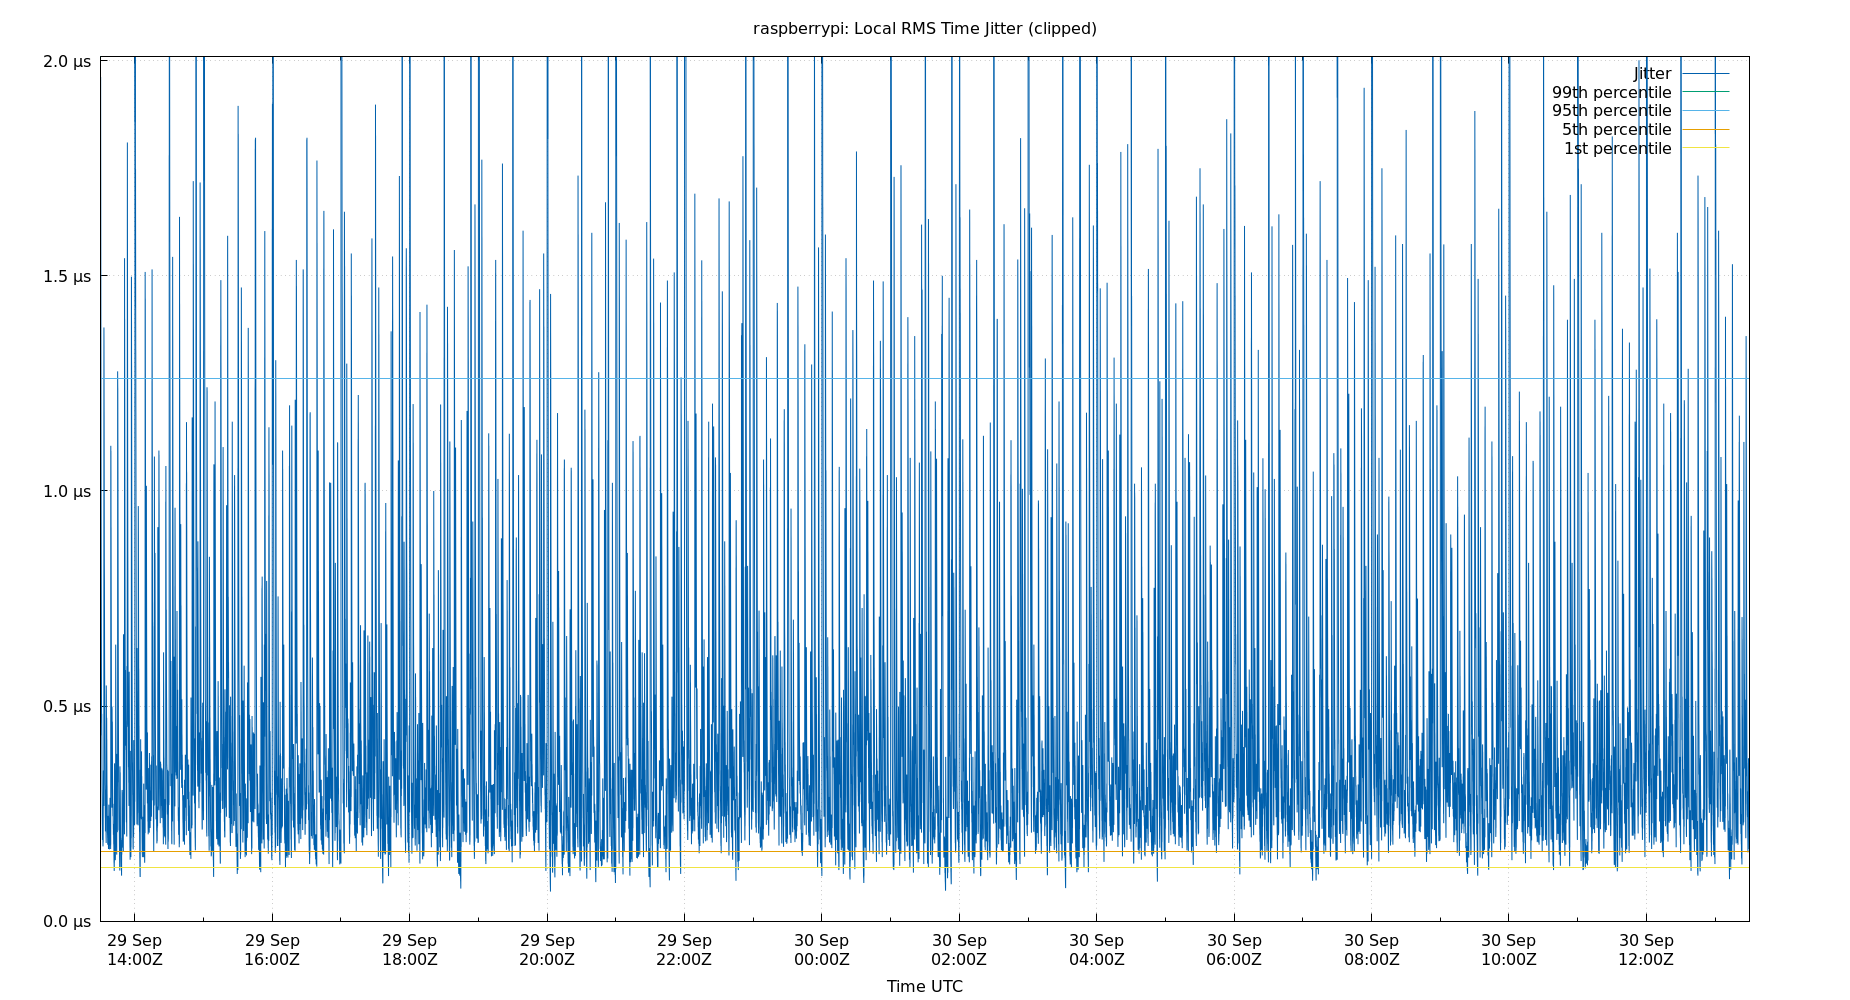 raspberrypi: Local RMS Time Jitter (clipped)
2.0 µs
1.5 µs
1.0 µs
0.5 µs
0.0 µs
Jitter
99th percentile
95th percentile
5th percentile
1st percentile
29 Sep 29 Sep 29 Sep 29 Sep 29 Sep 30 Sep 30 Sep 30 Sep 30 Sep 30 Sep 30 Sep 30 Sep
14:00Z 16:00Z 18:00Z 20:00Z 22:00Z 00:00Z 02:00Z 04:00Z 06:00Z 08:00Z 10:00Z 12:00Z
Time UTC